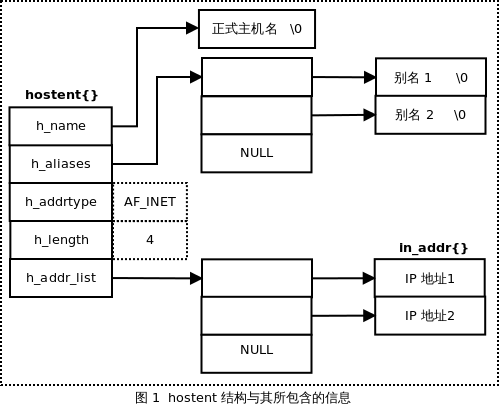 正式主机名 \0
hostent{}
别名 1 \0
h_name
别名 2 \0
h_aliases
NULL
h_addrtype AF_INET
h_length 4
in_addr{}
h_addr_list
IP 地址1
IP 地址2
NULL
图 1 hostent 结构与其所包含的信息